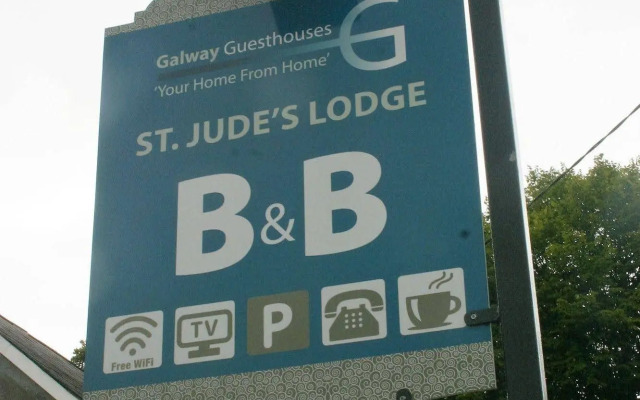 Galway Guesthouses
G
'Your Home From Home'
ST. JUDE'S LODGE
B&B
Free WiFi
TV
P